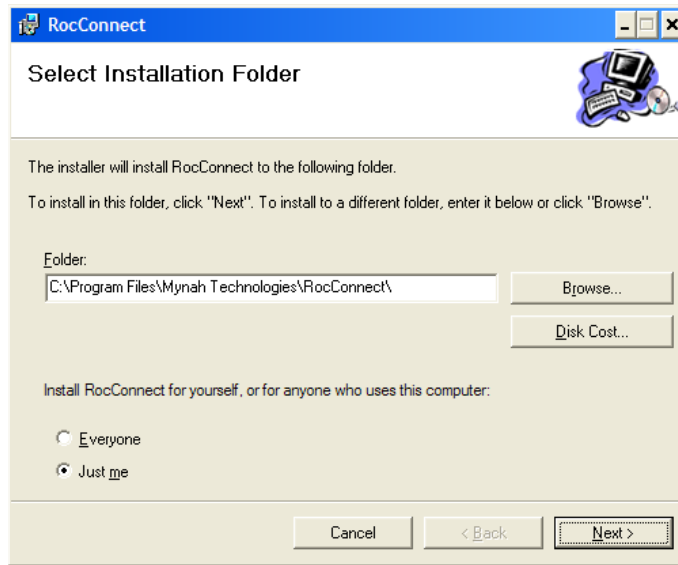 RocConnect
Select Installation Folder
The installer will install RocConnect to the following folder.
To install in this folder, click "Next". To install to a different folder, enter it below or click "Browse".
Folder:
C:\Program Files\Mynah Technologies\RocConnect\
Browse...
Disk Cost...
Install RocConnect for yourself, or for anyone who uses this computer:
Everyone
Just me
Cancel
< Back
Next >